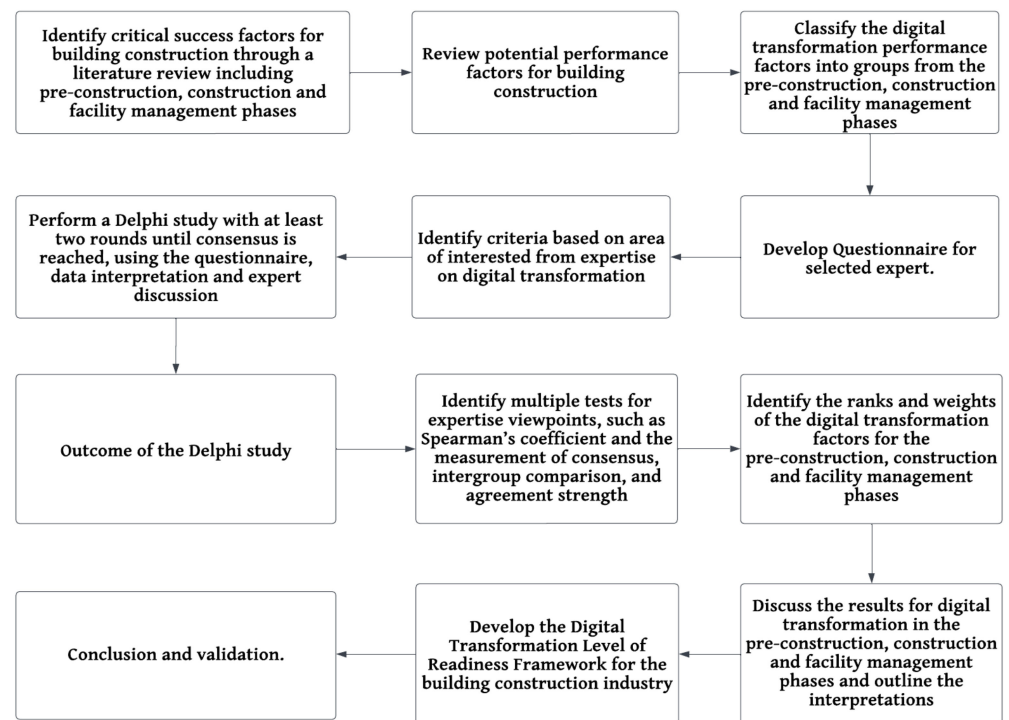 Identify critical success factors for
building construction through a
literature review including
pre-construction, construction and
facility management phases
Review potential performance
factors for building
construction
Classify the digital
transformation performance
factors into groups from the
pre-construction, construction
and facility management
phases
Develop Questionnaire for
selected expert.
Identify criteria based on area
of interested from expertise
on digital transformation
Perform a Delphi study with at least
two rounds until consensus is
reached, using the questionnaire,
data interpretation and expert
discussion
Outcome of the Delphi study
Identify multiple tests for
expertise viewpoints, such as
Spearman's coefficient and the
measurement of consensus,
intergroup comparison, and
agreement strength
Identify the ranks and weights
of the digital transformation
factors for the
pre-construction, construction
and facility management
phases
Discuss the results for digital
transformation in the
pre-construction, construction
and facility management
phases and outline the
interpretations
Develop the Digital
Transformation Level of
Readiness Framework for the
building construction industry
Conclusion and validation.